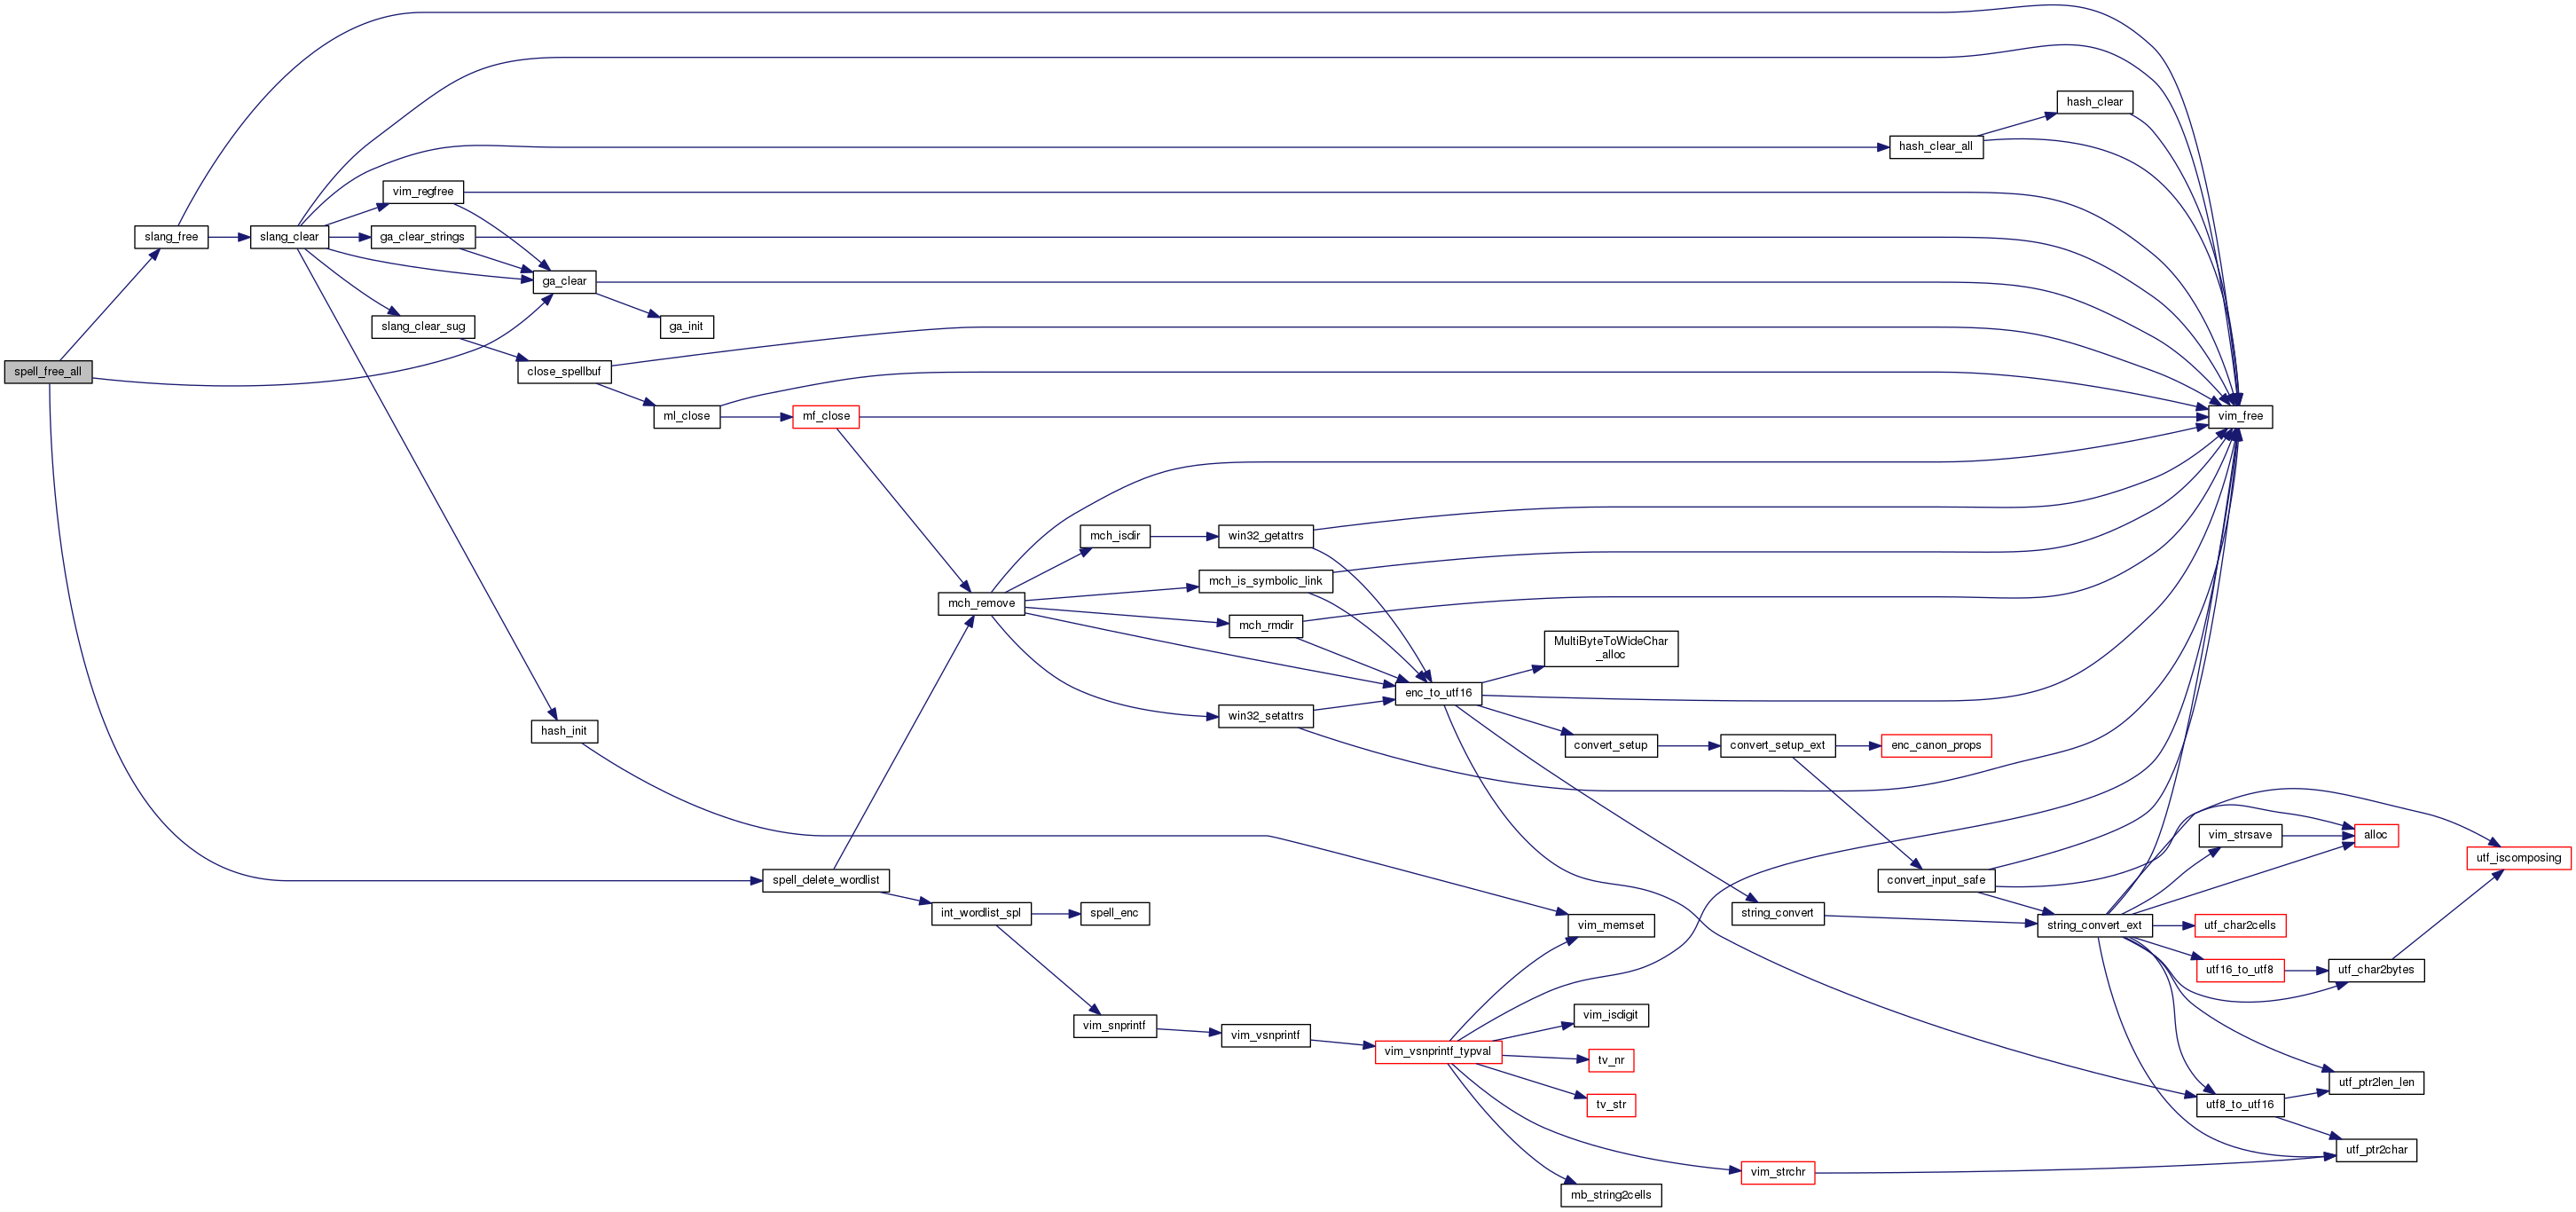 hash_clear
hash_clear_all
vim_regfree
slang_free
slang_clear
ga_clear_strings
ga_clear
slang_clear_sug
ga_init
spell_free_all
close_spellbuf
ml_close
mf_close
vim_free
mch_isdir
win32_getattrs
mch_is_symbolic_link
mch_remove
mch_rmdir
MultiByteToWideChar
_alloc
enc_to_utf16
win32_setattrs
hash_init
convert_setup
convert_setup_ext
enc_canon_props
vim_strsave
alloc
utf_iscomposing
spell_delete_wordlist
convert_input_safe
int_wordlist_spl
spell_enc
string_convert
vim_memset
string_convert_ext
utf_char2cells
utf16_to_utf8
utf_char2bytes
vim_snprintf
vim_vsnprintf
vim_isdigit
vim_vsnprintf_typval
tv_nr
utf_ptr2len_len
tv_str
utf8_to_utf16
utf_ptr2char
vim_strchr
mb_string2cells